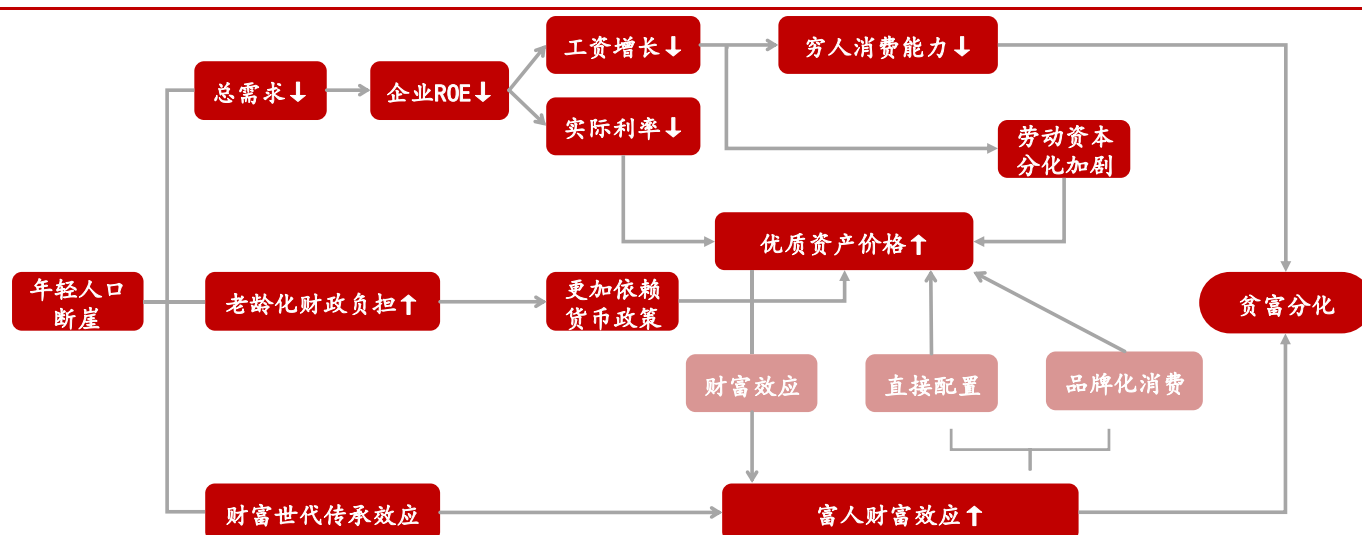 工资增长↓
穷人消费能力↓
总需求↓
企业ROE↓
实际利率↓
劳动资本
分化加剧
优质资产价格↑
年轻人口
断崖
老龄化财政负担↑
更加依赖
货币政策
贫富分化
财富效应
直接配置
品牌化消费
财富世代传承效应
富人财富效应↑